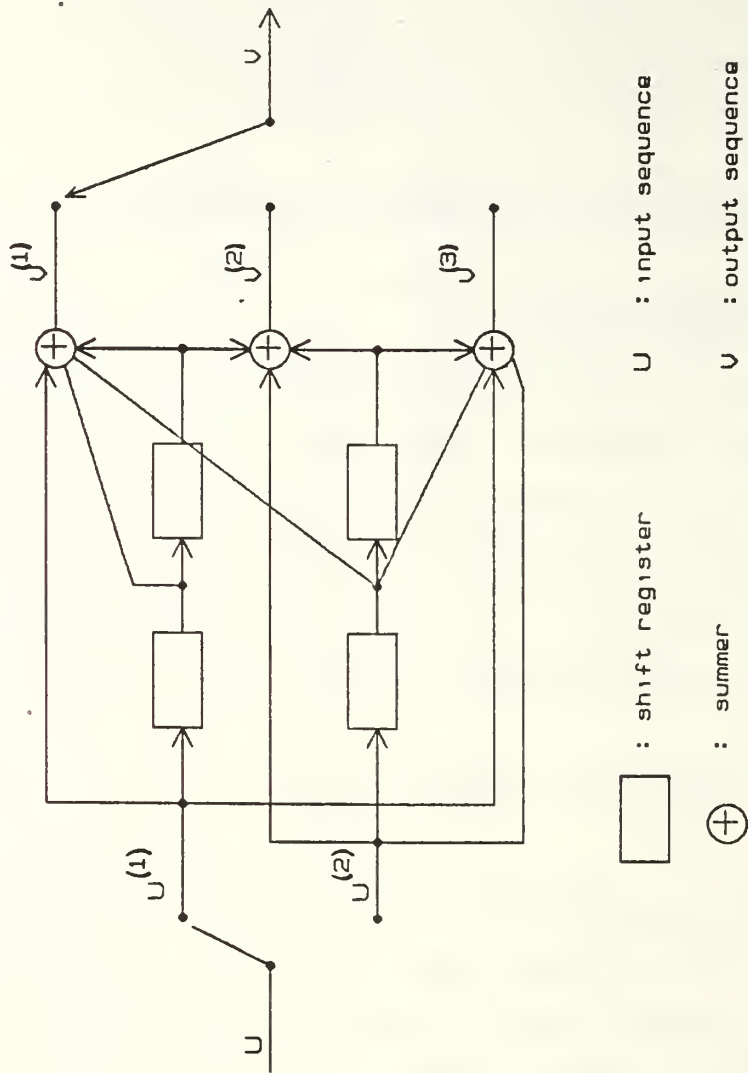 U
U(1)
U(2)
+
+
+
V(1)
V(2)
V(3)
V
: shift register
+ : summer
U : input sequence
V : output sequence